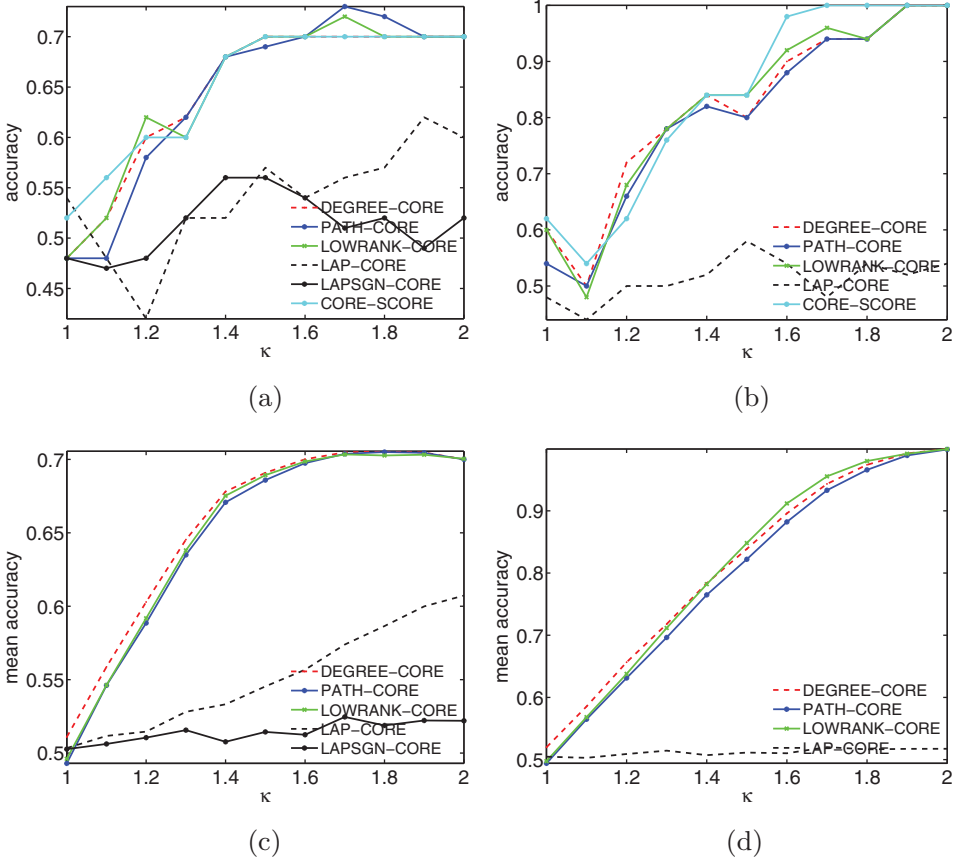 0.7
0.65
0.6
0.55
0.5
0.45
accuracy
1 1.2 1.4 1.6 1.8 2
κ
DEGREE−CORE
PATH−CORE
LOWRANK−CORE
LAP−CORE
LAPSGN−CORE
CORE−SCORE
(a)
1
0.9
0.8
0.7
0.6
0.5
accuracy
1 1.2 1.4 1.6 1.8 2
κ
DEGREE−CORE
PATH−CORE
LOWRANK−CORE
LAP−CORE
CORE−SCORE
(b)
0.7
0.65
0.6
0.55
0.5
mean accuracy
1 1.2 1.4 1.6 1.8 2
κ
DEGREE−CORE
PATH−CORE
LOWRANK−CORE
LAP−CORE
LAPSGN−CORE
(c)
0.9
0.8
0.7
0.6
0.5
mean accuracy
1 1.2 1.4 1.6 1.8 2
κ
DEGREE−CORE
PATH−CORE
LOWRANK−CORE
LAP−CORE
(d)